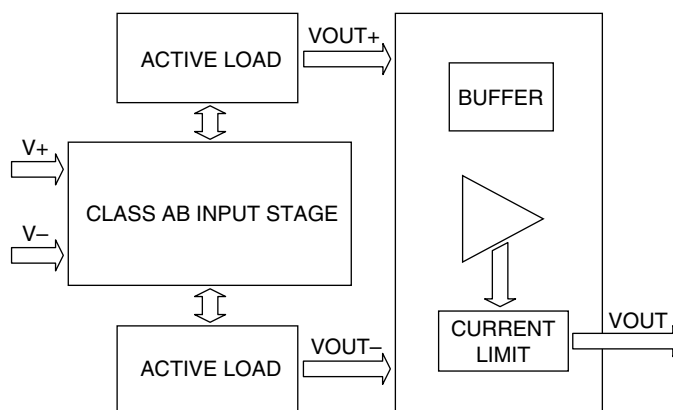 ACTIVE LOAD
VOUT+
BUFFER
V+
CLASS AB INPUT STAGE
V–
CURRENT
LIMIT
VOUT
ACTIVE LOAD
VOUT–